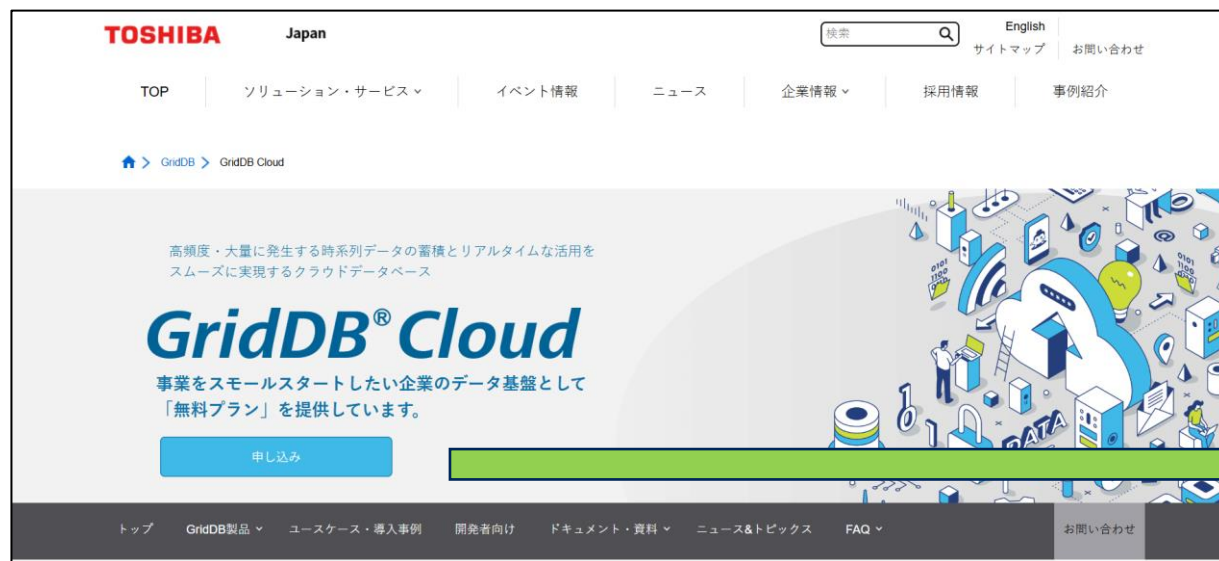 TOSHIBA
Japan
検索
English
サイトマップ
お問い合わせ
TOP
ソリューション・サービス
イベント情報
ニュース
企業情報
採用情報
事例紹介
GridDB
GridDB Cloud
高頻度・大量に発生する時系列データの蓄積とリアルタイムな活用を
スムーズに実現するクラウドデータベース
GridDB® Cloud
事業をスモールスタートしたい企業のデータ基盤として
「無料プラン」を提供しています。
申し込み
0101
1100
0101
1100
101
01
DATA
トップ
GridDB製品
ユースケース・導入事例
開発者向け
ドキュメント・資料
ニュース&トピックス
FAQ
お問い合わせ